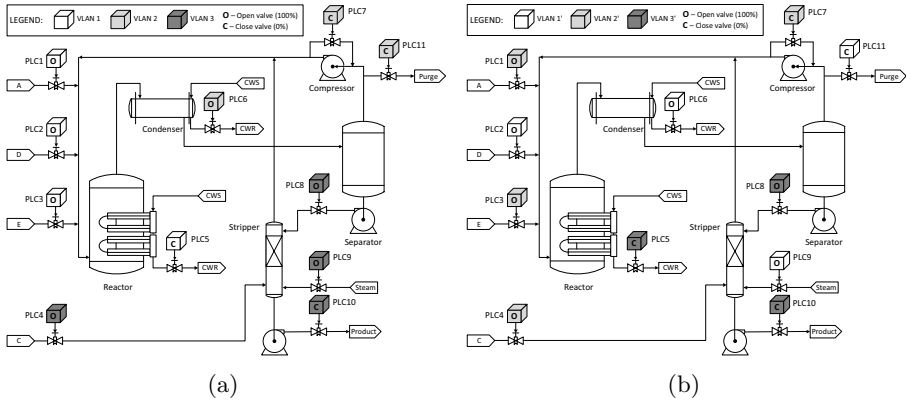 LEGEND: VLAN 1 VLAN 2 VLAN 3 O – Open valve (100%)
C – Close valve (0%)
PLC7
C
PLC11
C
Purge
Compressor
PLC1
O
A
CWS
PLC6
O
Condenser
CWR
PLC2
O
D
PLC3
O
E
PLC8
O
CWS
PLC5
C
Stripper
Separator
CWR
Reactor
PLC9
O
Steam
PLC10
C
PLC4
O
C
Product
(a)
LEGEND: VLAN 1' VLAN 2' VLAN 3' O – Open valve (100%)
C – Close valve (0%)
PLC7
C
PLC11
C
Purge
Compressor
PLC1
O
A
CWS
PLC6
O
Condenser
CWR
PLC2
O
D
PLC3
O
E
PLC8
O
CWS
PLC5
C
Stripper
Separator
CWR
Reactor
PLC9
O
Steam
PLC10
C
PLC4
O
C
Product
(b)